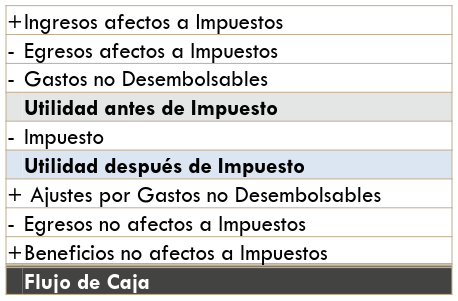 +Ingresos afectos a Impuestos
- Egresos afectos a Impuestos
- Gastos no Desembolsables
Utilidad antes de Impuesto
- Impuesto
Utilidad después de Impuesto
+ Ajustes por Gastos no Desembolsables
- Egresos no afectos a Impuestos
+Beneficios no afectos a Impuestos
Flujo de Caja